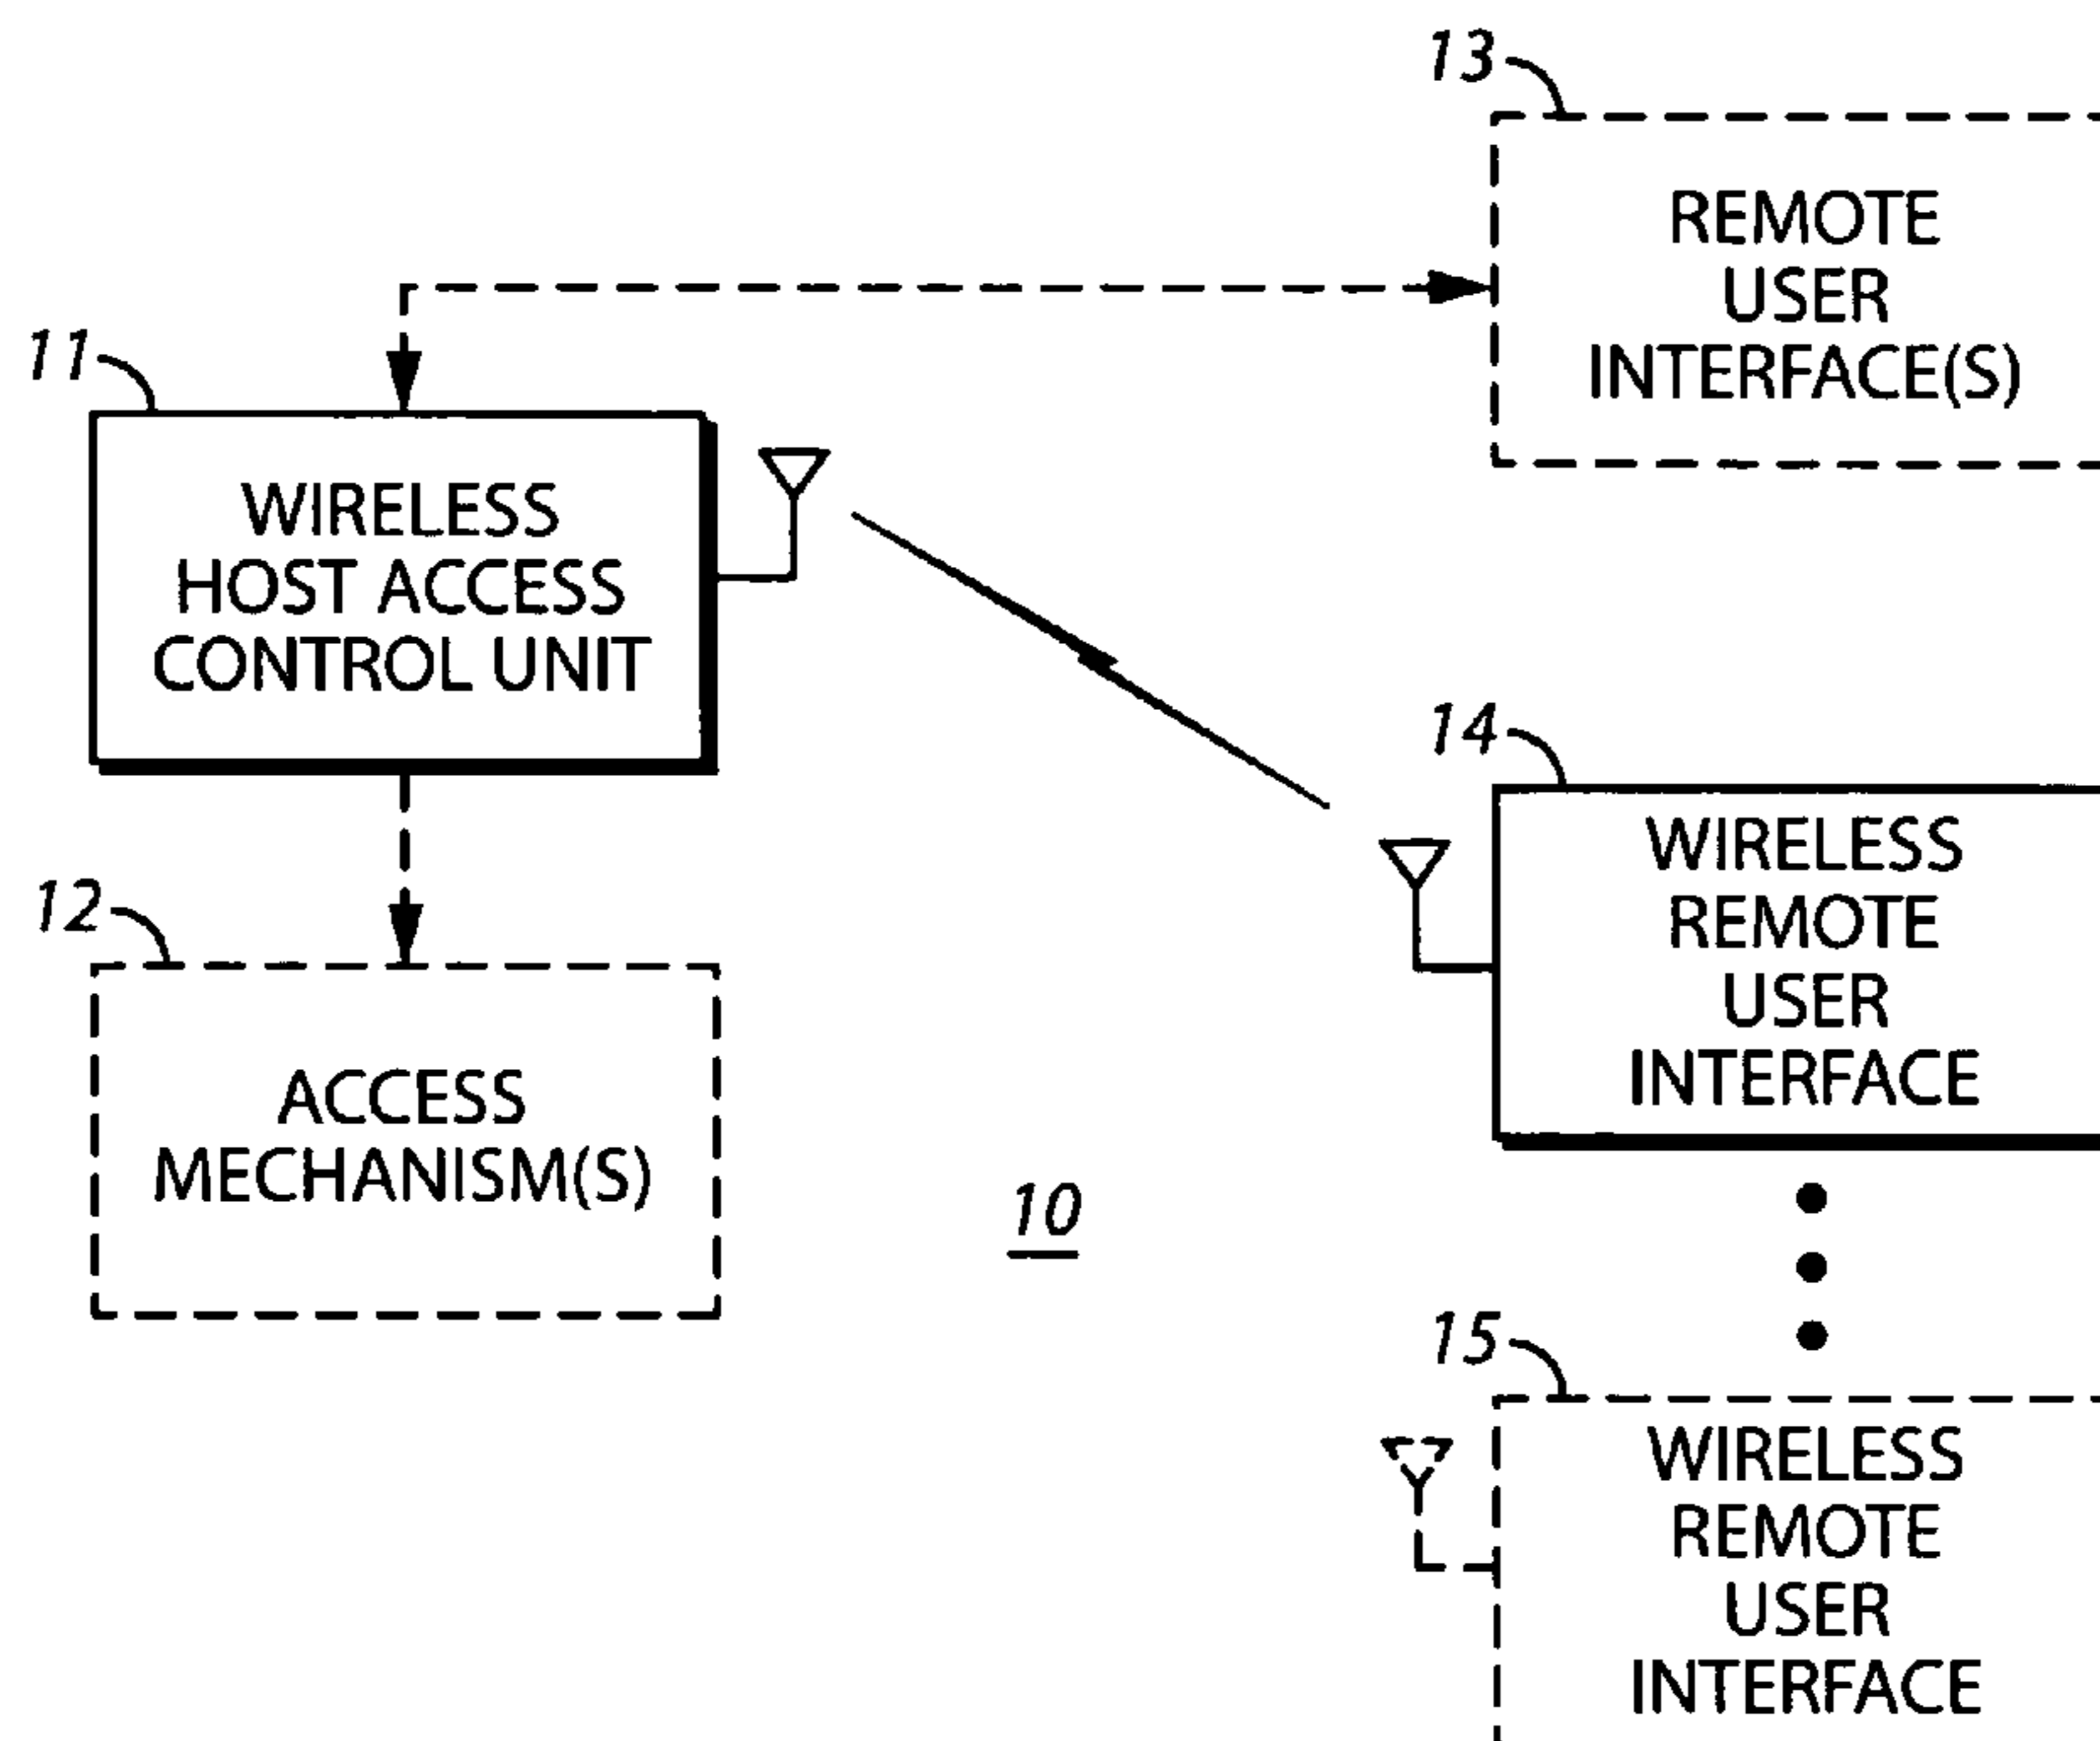 13
REMOTE
USER
INTERFACE(S)
11
WIRELESS
HOST ACCESS
CONTROL UNIT
14
WIRELESS
REMOTE
USER
INTERFACE
12
ACCESS
MECHANISM(S)
10
15
WIRELESS
REMOTE
USER
INTERFACE